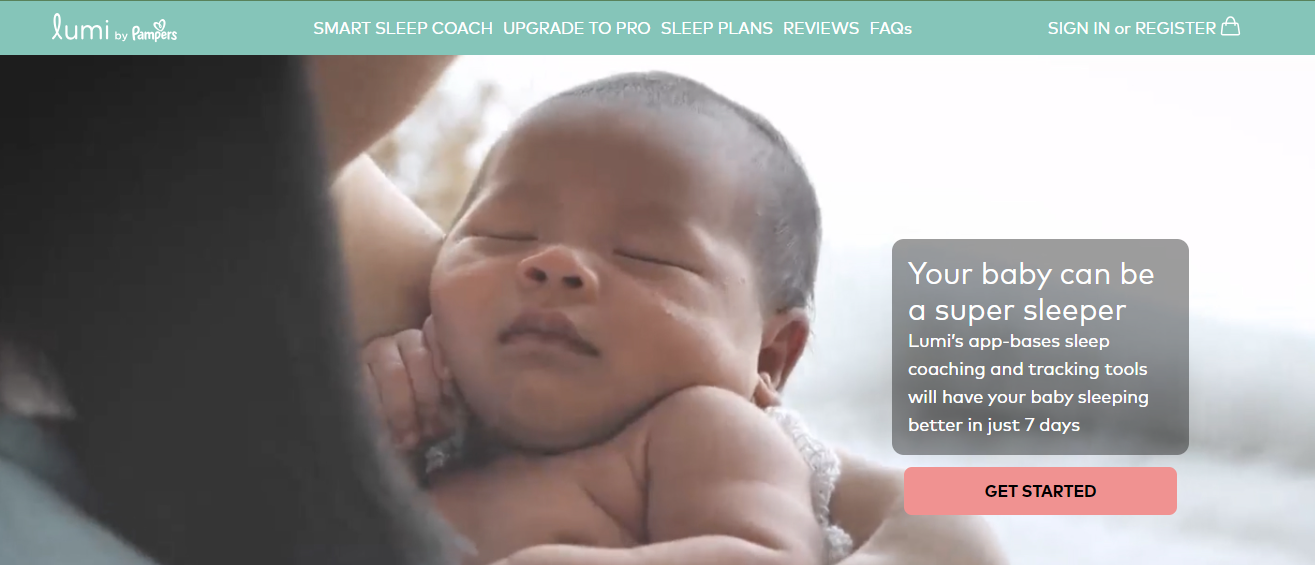 lumi by Pampers
SMART SLEEP COACH UPGRADE TO PRO SLEEP PLANS REVIEWS FAQs
SIGN IN or REGISTER
Your baby can be
a super sleeper
Lumi's app-bases sleep
coaching and tracking tools
will have your baby sleeping
better in just 7 days
GET STARTED